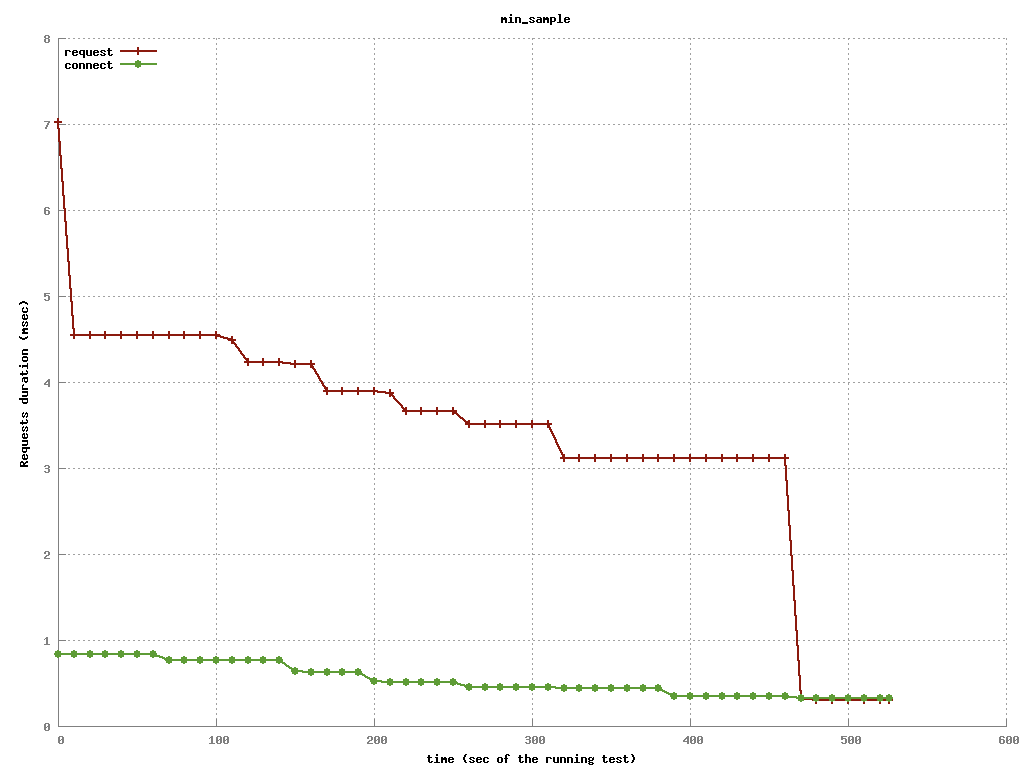 min_sample
8
request
connect
7
6
5
4
3
2
1
0
Requests duration (msec)
0 100 200 300 400 500 600
time (sec of the running test)